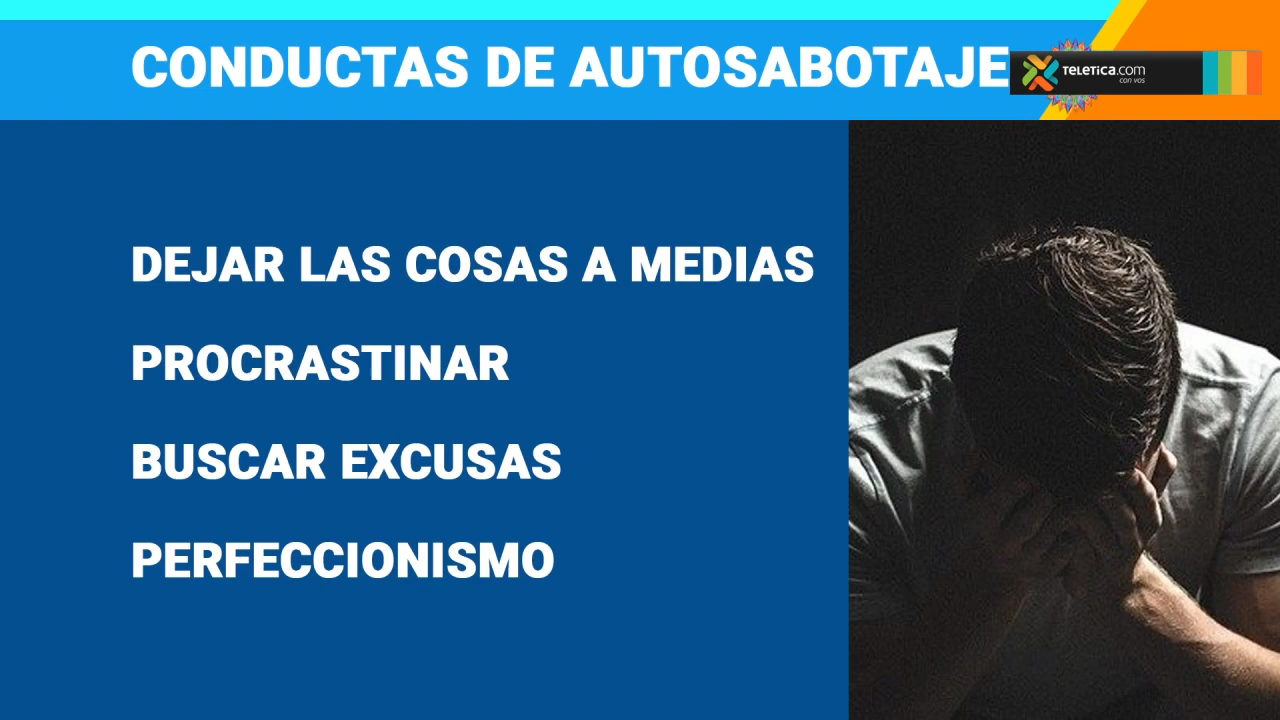 CONDUCTAS DE AUTOSABOTAJE
TELETICA.COM
con vos
DEJAR LAS COSAS A MEDIAS
PROCRASTINAR
BUSCAR EXCUSAS
PERFECCIONISMO